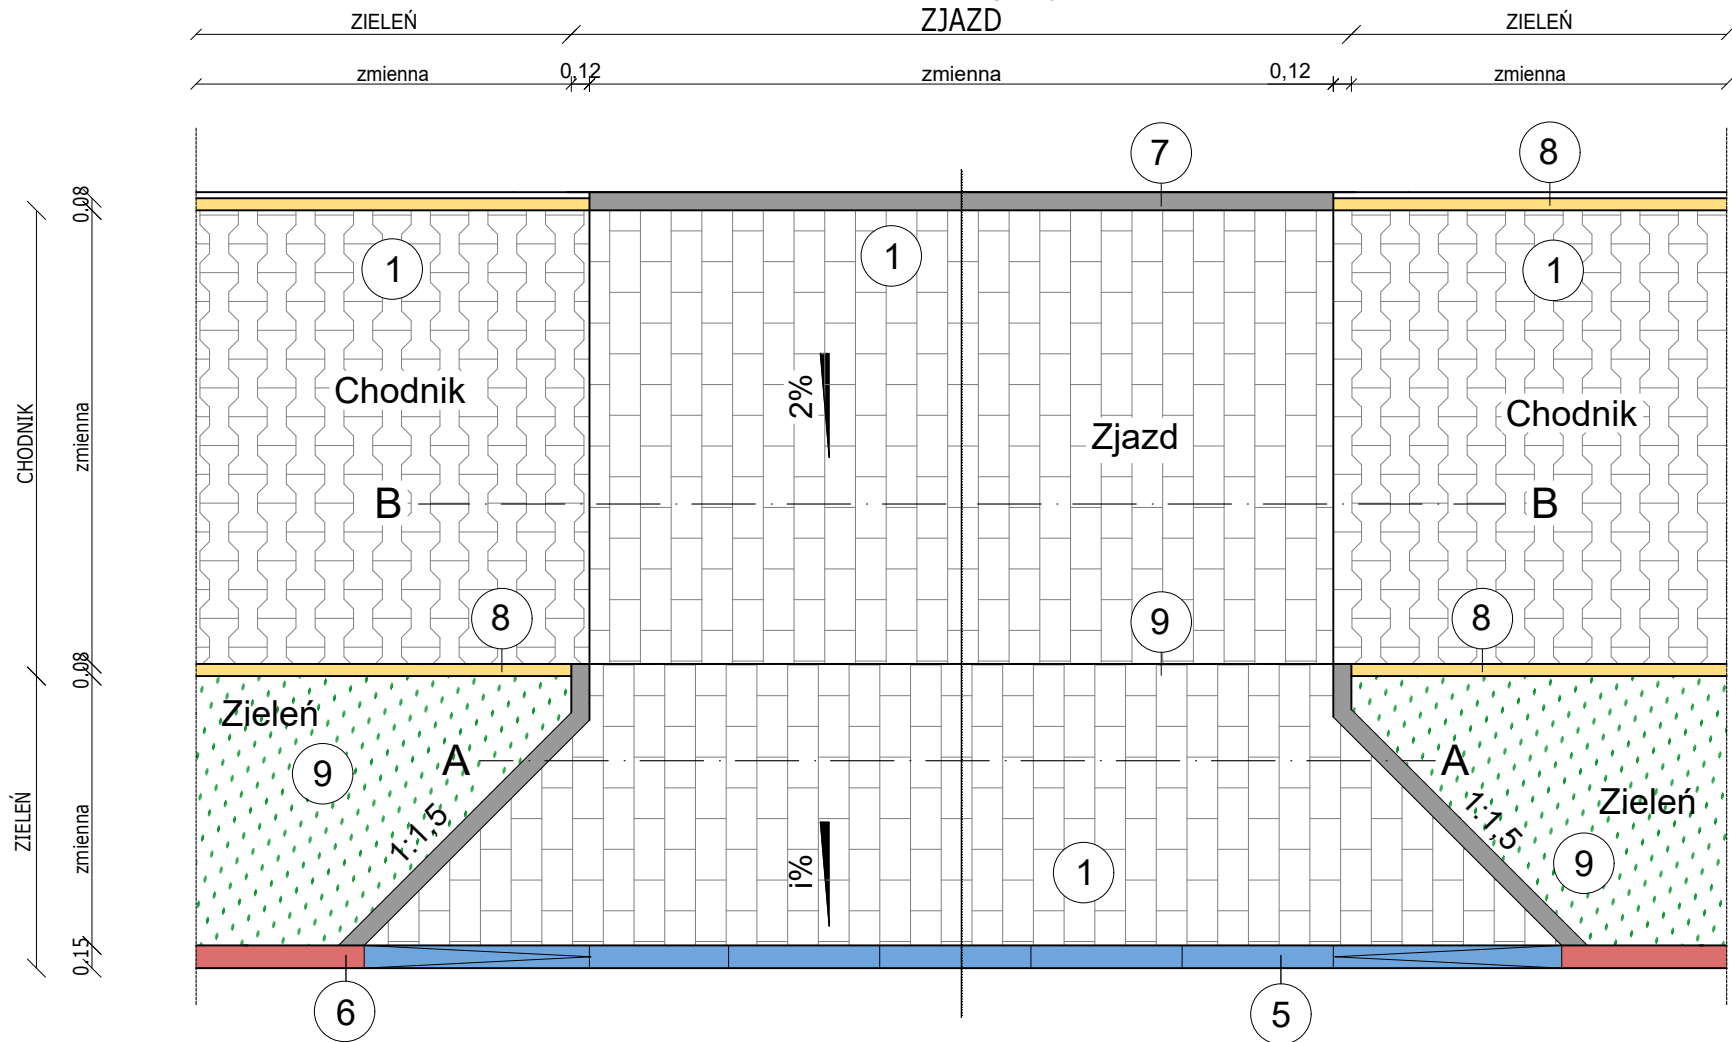 ZIELEŃ
ZJAZD
ZIELEŃ
zmienna
0,12
zmienna
0,12
zmienna
7
8
0.08
1
1
1
Chodnik
2%
Zjazd
Chodnik
CHODNIK
zmienna
B
B
8
9
8
0.08
Zieleń
9
A
A
1:1,5
1:1,5
Zieleń
9
ZIELEŃ
zmienna
i%
1
0.15
6
5